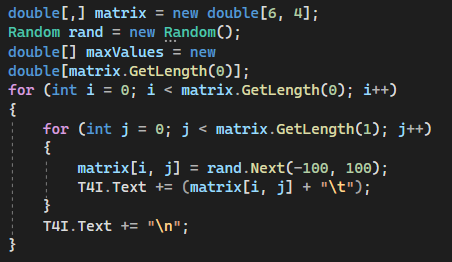 double[,] matrix = new double[6, 4];
Random rand = new Random();
double[] maxValues = new
double[matrix.GetLength(0)];
for (int i = 0; i < matrix.GetLength(0); i++)
{
    for (int j = 0; j < matrix.GetLength(1); j++)
    {
        matrix[i, j] = rand.Next(-100, 100);
        T4I.Text += (matrix[i, j] + "\t");
    }
    T4I.Text += "\n";
}